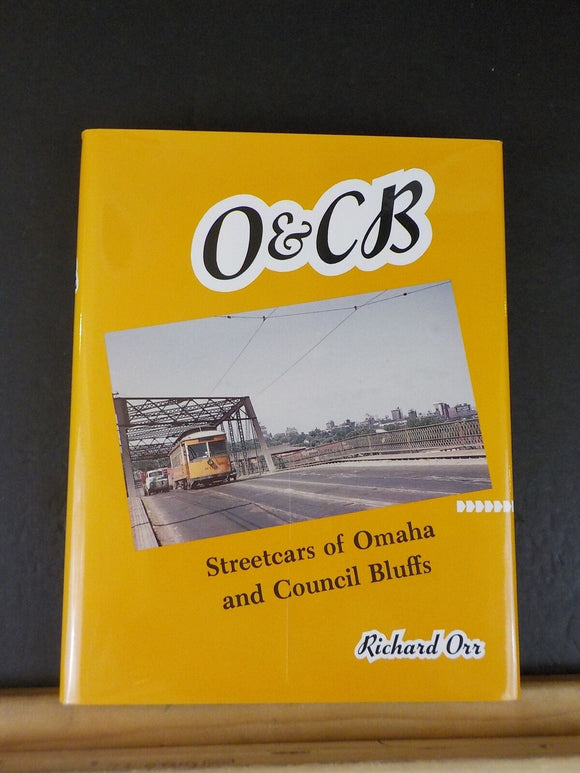 O&CB
Streetcars of Omaha
and Council Bluffs
Richard Orr